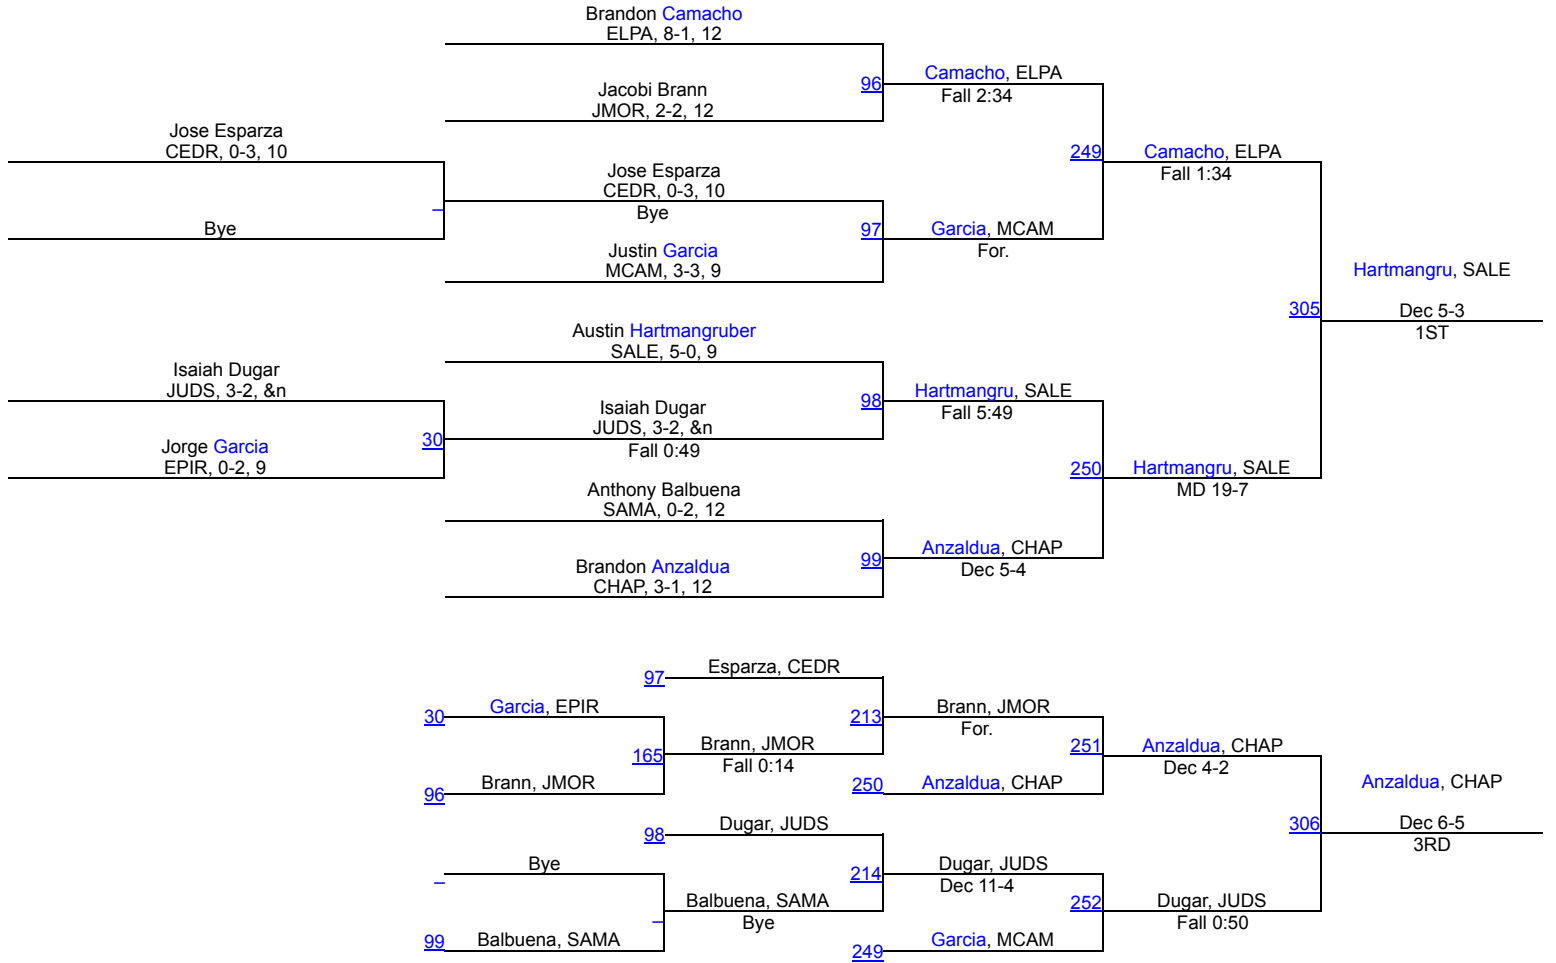 Brandon Camacho
ELPA, 8-1, 12
96
Camacho, ELPA
Fall 2:34
Jacobi Brann
JMOR, 2-2, 12
Jose Esparza
CEDR, 0-3, 10
249
Camacho, ELPA
Fall 1:34
Jose Esparza
CEDR, 0-3, 10
Bye
_
Bye
97
Garcia, MCAM
For.
Justin Garcia
MCAM, 3-3, 9
Hartmangru, SALE
305
Dec 5-3
1ST
Austin Hartmangruber
SALE, 5-0, 9
Isaiah Dugar
JUDS, 3-2, &n
98
Hartmangru, SALE
Fall 5:49
Isaiah Dugar
JUDS, 3-2, &n
Fall 0:49
30
Jorge Garcia
EPIR, 0-2, 9
250
Hartmangru, SALE
MD 19-7
Anthony Balbuena
SAMA, 0-2, 12
99
Anzaldua, CHAP
Dec 5-4
Brandon Anzaldua
CHAP, 3-1, 12
97
Esparza, CEDR
30
Garcia, EPIR
213
Brann, JMOR
For.
165
Brann, JMOR
Fall 0:14
251
Anzaldua, CHAP
Dec 4-2
96
Brann, JMOR
250
Anzaldua, CHAP
Anzaldua, CHAP
306
Dec 6-5
3RD
98
Dugar, JUDS
_
Bye
214
Dugar, JUDS
Dec 11-4
_
Balbuena, SAMA
Bye
252
Dugar, JUDS
Fall 0:50
99
Balbuena, SAMA
249
Garcia, MCAM